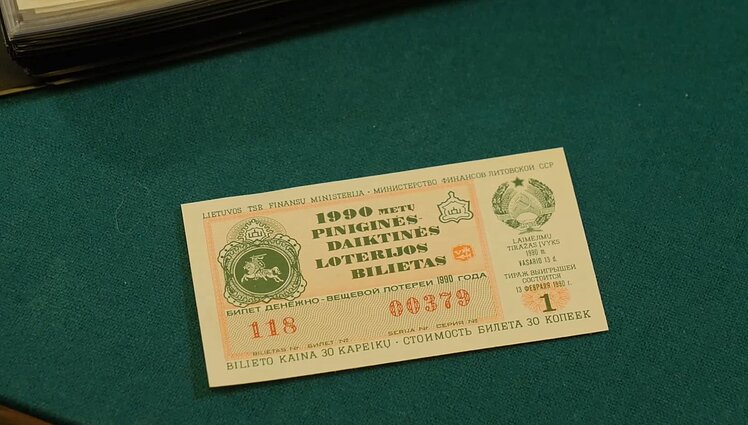 LIETUVOS TSR FINANSŲ MINISTERIJA • МИНИСТЕРСТВО ФИНАНСОВ ЛИТОВСКОЙ ССР
1990 METŲ
PINIGINĖS-
DAIKTINĖS
LOTERIJOS
BILIETAS
БИЛЕТ ДЕНЕЖНО-ВЕЩЕВОЙ ЛОТЕРЕИ 1990 ГОДА
118
00379
BILIETAS Nr. БИЛЕТ №
SERIJA Nr. СЕРИЯ №
BILIETO KAINA 30 KAPEIKŲ • СТОИМОСТЬ БИЛЕТА 30 КОПЕЕК
LAIMĖJIMŲ
TIRAŽAS ĮVYKS
1990 m.
VASARIO 13 d.
ТИРАЖ ВЫИГРЫШЕЙ
СОСТОИТСЯ
13 ФЕВРАЛЯ 1990 г.
1